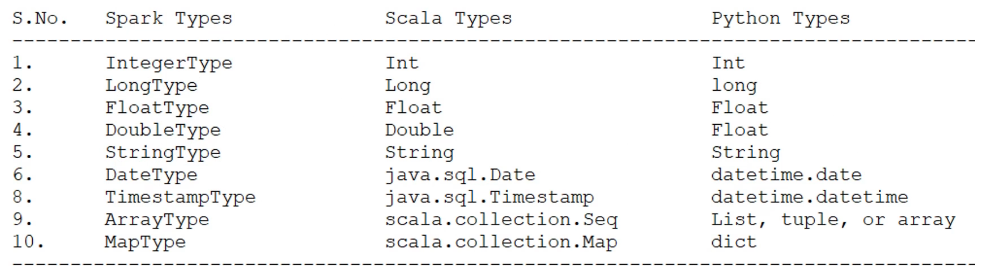 S.No. Spark Types Scala Types Python Types
--------------------------------------------------------------------------------
1. IntegerType Int Int
2. LongType Long long
3. FloatType Float Float
4. DoubleType Double Float
5. StringType String String
6. DateType java.sql.Date datetime.date
8. TimestampType java.sql.Timestamp datetime.datetime
9. ArrayType scala.collection.Seq List, tuple, or array
10. MapType scala.collection.Map dict
--------------------------------------------------------------------------------